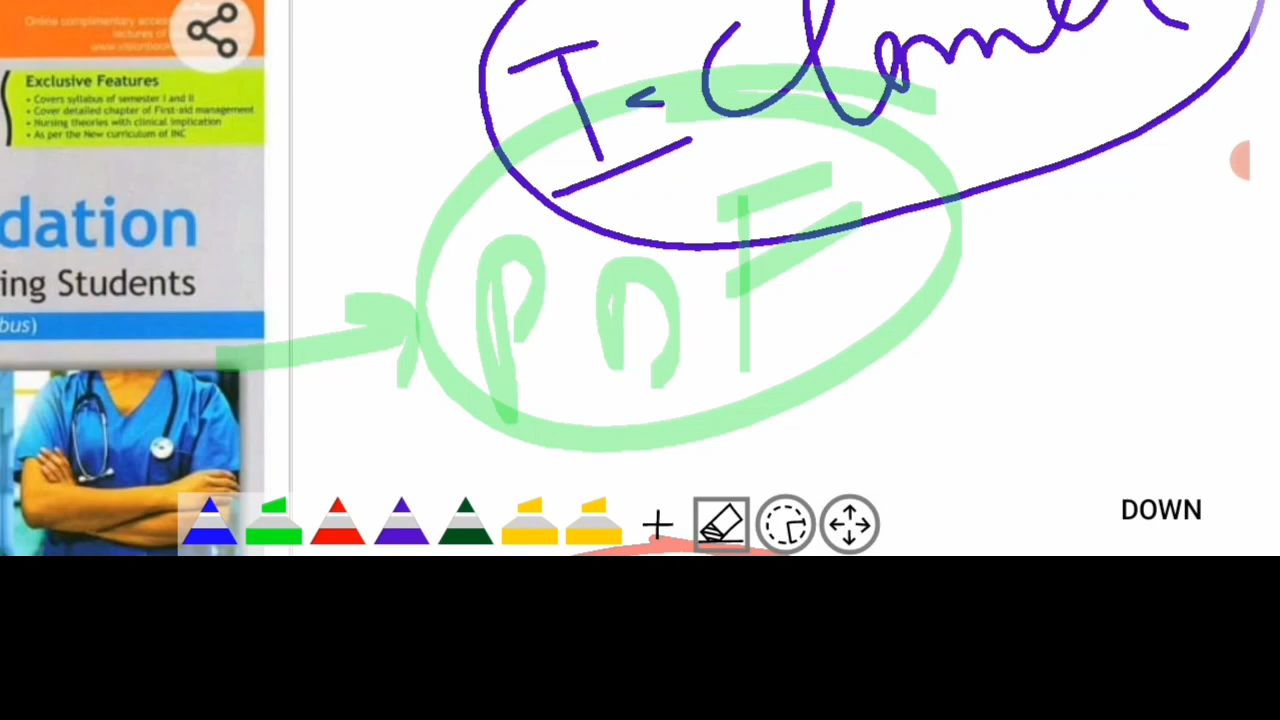 Online complimentary
lectures of
Exclusive Features
• Covers syllabus of semester I and II
• Cover detailed chapter of First-aid management
• Nursing theories with clinical implication
• As per the New curriculum of INC
dation
ing Students
bus)
PDF
DOWN